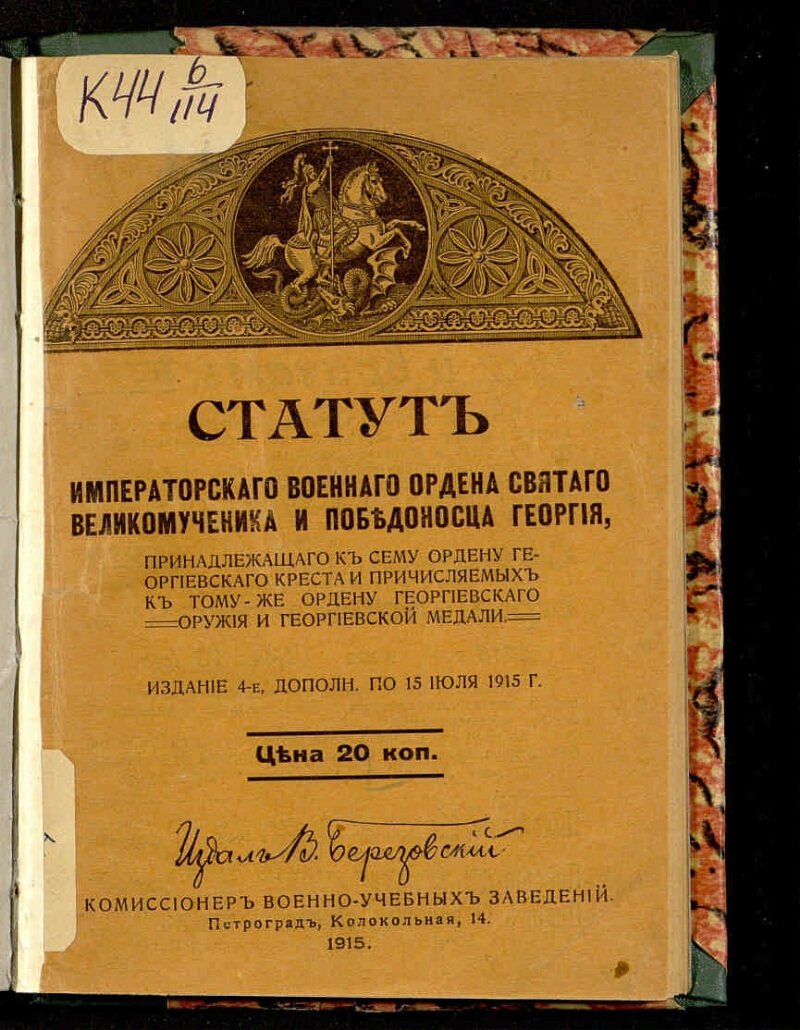 К44 6/114
СТАТУТЪ
ИМПЕРАТОРСКАГО ВОЕННАГО ОРДЕНА СВЯТАГО
ВЕЛИКОМУЧЕНИКА И ПОБѢДОНОСЦА ГЕОРГІЯ,
ПРИНАДЛЕЖАЩАГО КЪ СЕМУ ОРДЕНУ ГЕ-
ОРГІЕВСКАГО КРЕСТА И ПРИЧИСЛЯЕМЫХЪ
КЪ ТОМУ-ЖЕ ОРДЕНУ ГЕОРГІЕВСКАГО
ОРУЖІЯ И ГЕОРГІЕВСКОЙ МЕДАЛИ.
ИЗДАНІЕ 4-Е, ДОПОЛН. ПО 15 ІЮЛЯ 1915 Г.
Цѣна 20 коп.
Издалъ В. Березовскій
КОМИССІОНЕРЪ ВОЕННО-УЧЕБНЫХЪ ЗАВЕДЕНІЙ.
Петроградъ, Колокольная, 14.
1915.